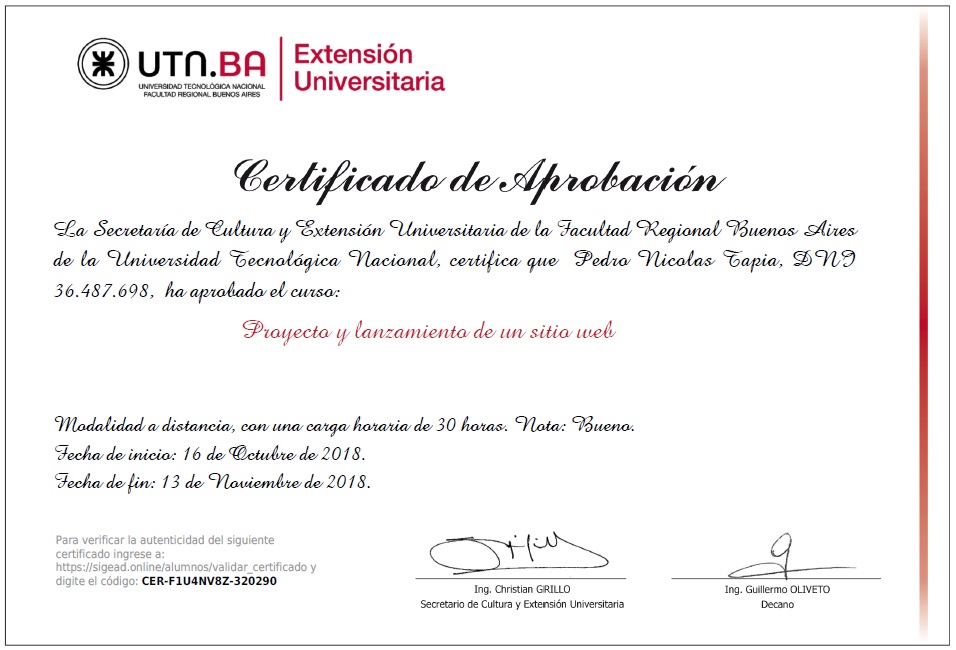 UTN.BA
UNIVERSIDAD TECNOLÓGICA NACIONAL
FACULTAD REGIONAL BUENOS AIRES
Extensión
Universitaria
Certificado de Aprobación
La Secretaría de Cultura y Extensión Universitaria de la Facultad Regional Buenos Aires
de la Universidad Tecnológica Nacional, certifica que Pedro Nicolas Tapia, DNI
36.487.698, ha aprobado el curso:
Proyecto y lanzamiento de un sitio web
Modalidad a distancia, con una carga horaria de 30 horas. Nota: Bueno.
Fecha de inicio: 16 de Octubre de 2018.
Fecha de fin: 13 de Noviembre de 2018.
Para verificar la autenticidad del siguiente
certificado ingrese a:
https://sigead.online/alumnos/validar_certificado y
digite el código: CER-F1U4NV8Z-320290
Ing. Christian GIRILLO
Secretario de Cultura y Extensión Universitaria
Ing. Guillermo OLIVETO
Decano